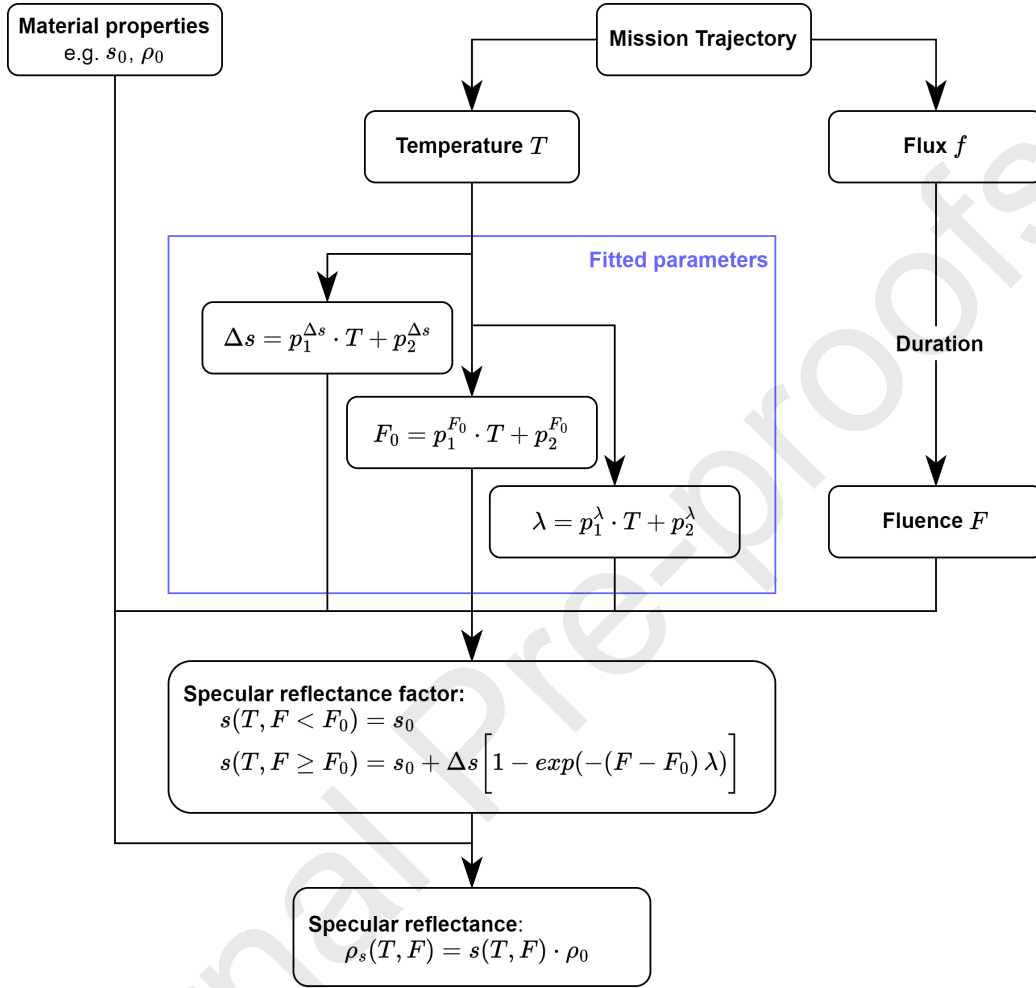 Material properties
e.g. s₀, ρ₀
Mission Trajectory
Temperature T
Flux f
Fitted parameters
Δs = p₁^{Δs} · T + p₂^{Δs}
Duration
F₀ = p₁^{F₀} · T + p₂^{F₀}
λ = p₁^λ · T + p₂^λ
Fluence F
Specular reflectance factor:
s(T, F < F₀) = s₀
s(T, F ≥ F₀) = s₀ + Δs[1 − exp(−(F − F₀) λ)]
Specular reflectance:
ρₛ(T, F) = s(T, F) · ρ₀
nal Pre-proofs